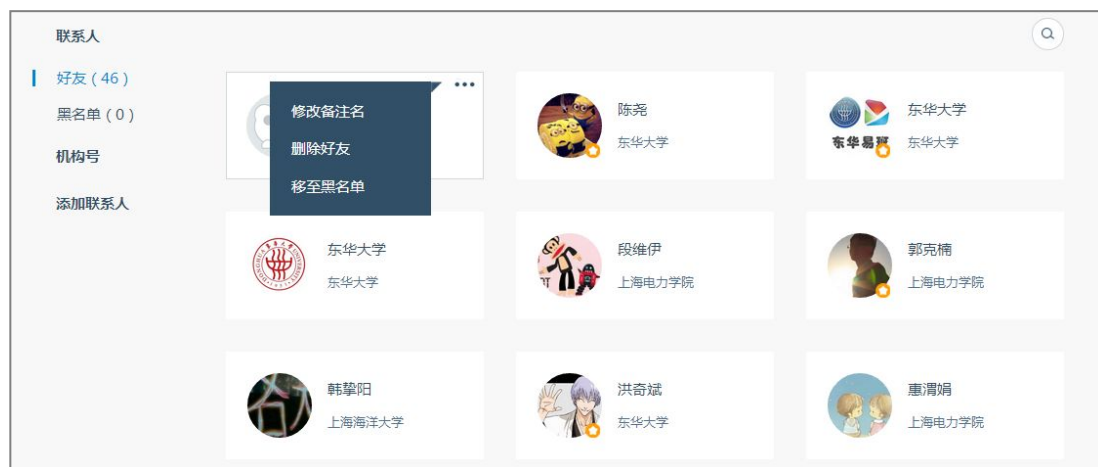 联系人
好友 ( 46 )
黑名单 ( 0 )
机构号
添加联系人
修改备注名
删除好友
移至黑名单
陈尧
东华大学
东华易班
东华大学
东华大学
东华大学
东华大学
段维伊
上海电力学院
郭克楠
上海电力学院
韩挚阳
上海海洋大学
洪奇斌
东华大学
惠渭娟
上海电力学院